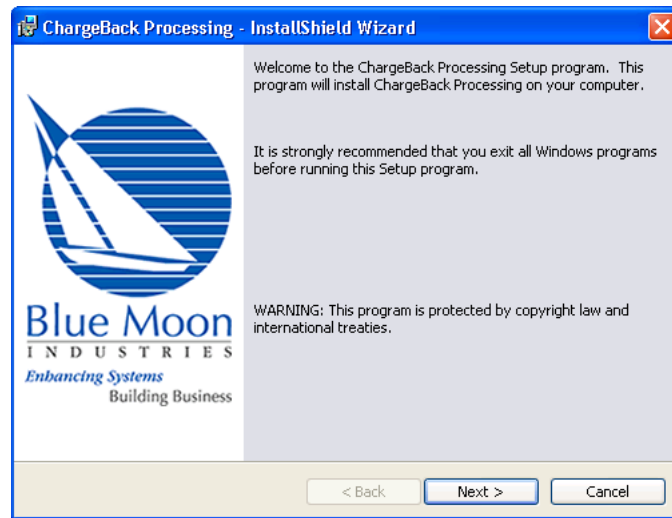 ChargeBack Processing - InstallShield Wizard
Welcome to the ChargeBack Processing Setup program.  This
program will install ChargeBack Processing on your computer.
It is strongly recommended that you exit all Windows programs
before running this Setup program.
WARNING: This program is protected by copyright law and
international treaties.
Blue Moon
INDUSTRIES
Enhancing Systems
Building Business
< Back
Next >
Cancel